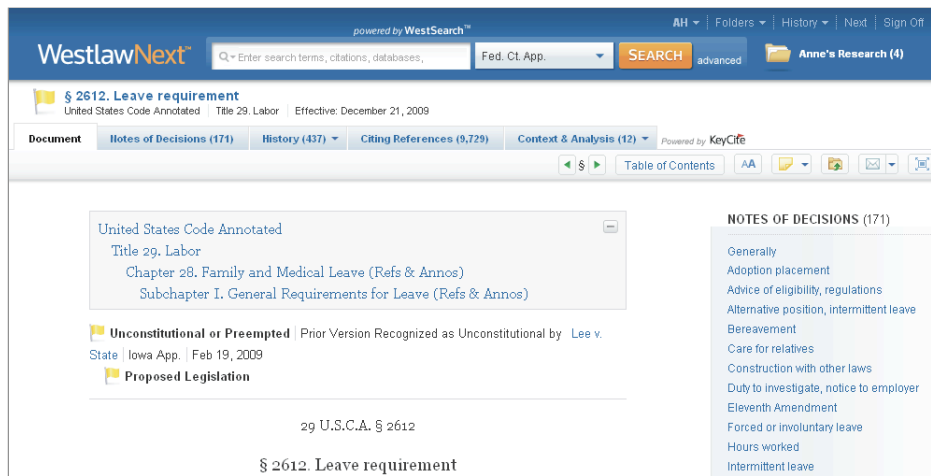 AH Folders History Next Sign Off
powered by WestSearch™
WestlawNext™ Enter search terms, citations, databases, Fed. Ct. App. SEARCH advanced Anne's Research (4)
§ 2612. Leave requirement
United States Code Annotated Title 29. Labor Effective: December 21, 2009
Document Notes of Decisions (171) History (437) Citing References (9,729) Context & Analysis (12) Powered by KeyCite
§ Table of Contents AA
NOTES OF DECISIONS (171)
Generally
Adoption placement
Advice of eligibility, regulations
Alternative position, intermittent leave
Bereavement
Care for relatives
Construction with other laws
Duty to investigate, notice to employer
Eleventh Amendment
Forced or involuntary leave
Hours worked
Intermittent leave
United States Code Annotated
Title 29. Labor
Chapter 28. Family and Medical Leave (Refs & Annos)
Subchapter I. General Requirements for Leave (Refs & Annos)
Unconstitutional or Preempted Prior Version Recognized as Unconstitutional by Lee v.
State Iowa App. Feb 19, 2009
Proposed Legislation
29 U.S.C.A. § 2612
§ 2612. Leave requirement